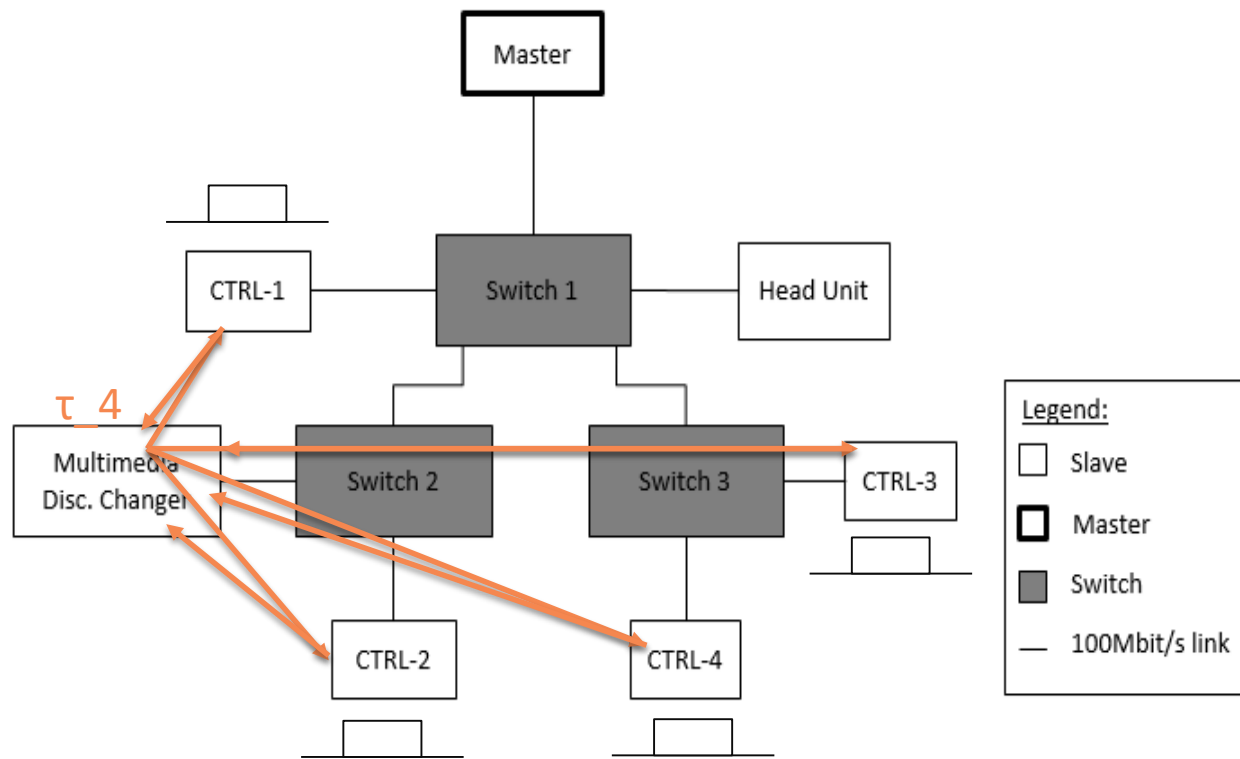 Master
CTRL-1
Switch 1
Head Unit
τ_4
Multimedia
Disc. Changer
Switch 2
Switch 3
CTRL-3
CTRL-2
CTRL-4
Legend:
Slave
Master
Switch
100Mbit/s link